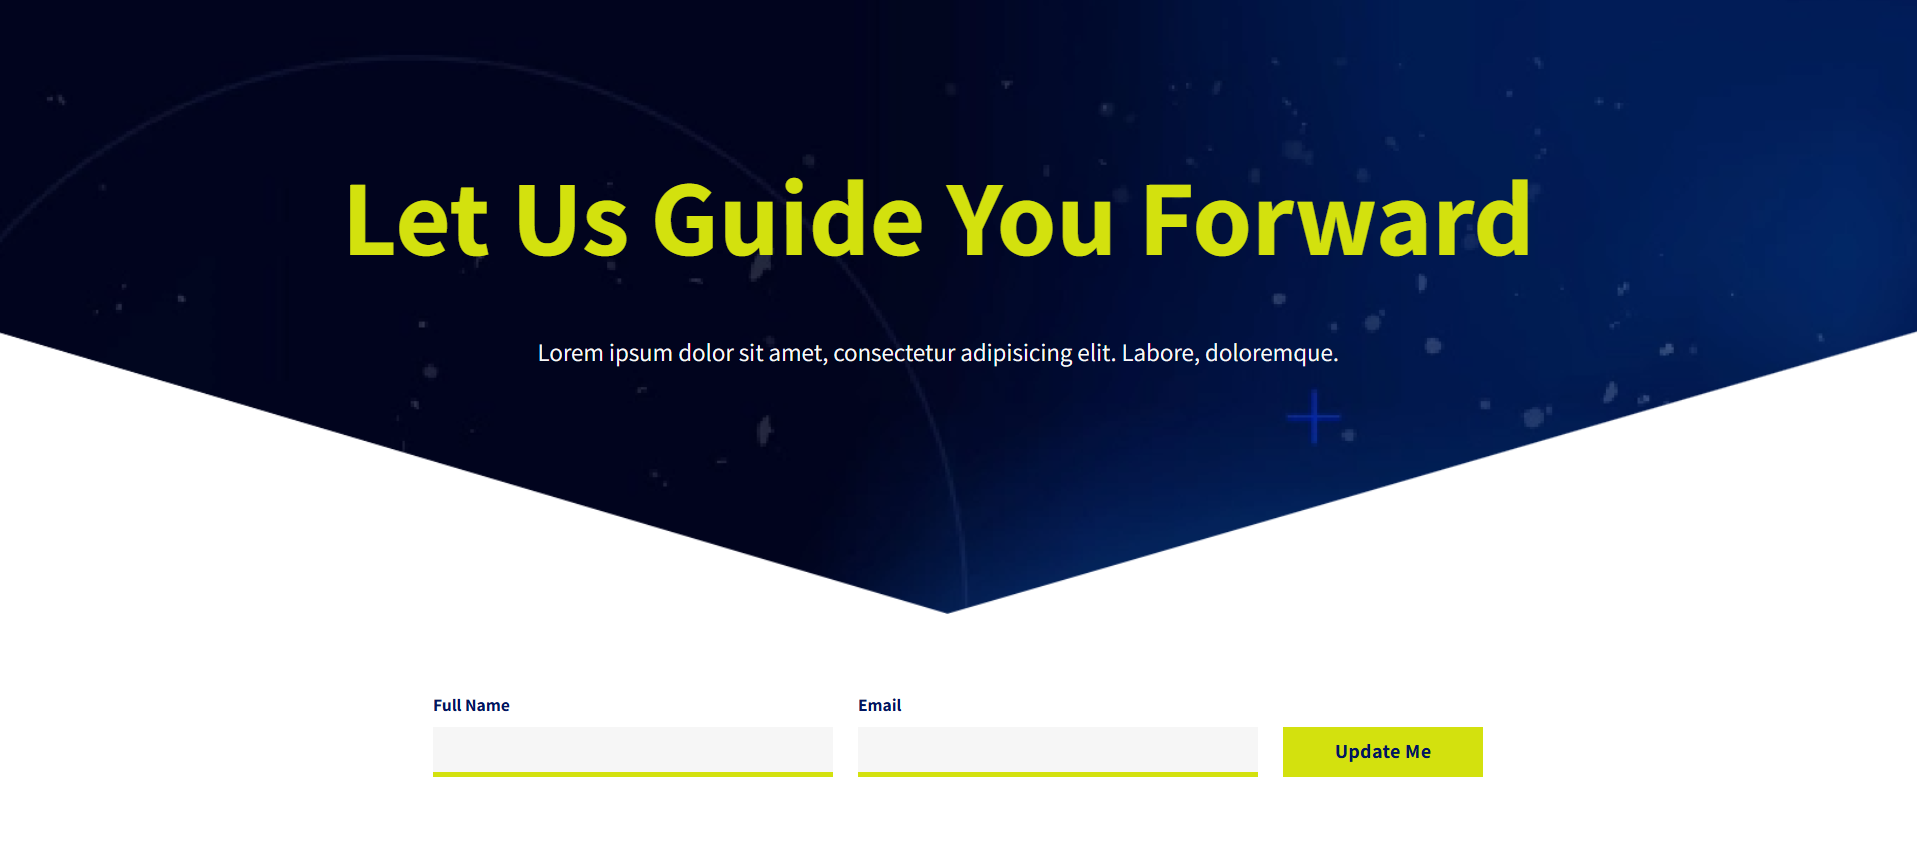 Let Us Guide You Forward
Lorem ipsum dolor sit amet, consectetur adipisicing elit. Labore, doloremque.
Full Name
Email
Update Me